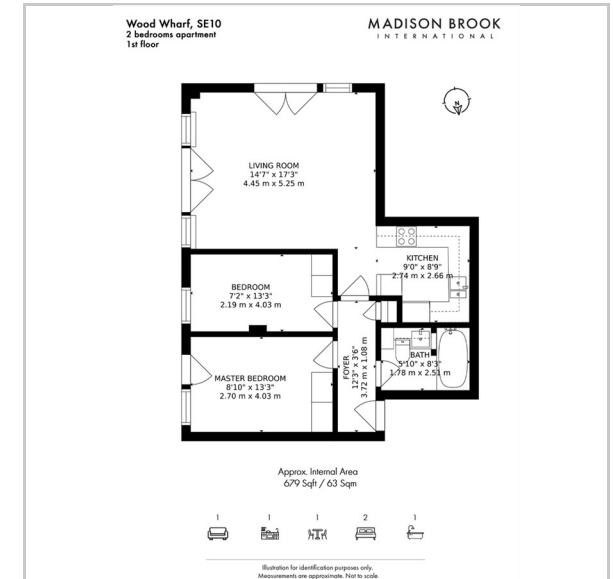 Wood Wharf, SE10
2 bedrooms apartment
1st floor
MADISON BROOK
INTERNATIONAL
N
LIVING ROOM
14'7" x 17'3"
4.45 m x 5.25 m
KITCHEN
9'0" x 8'9"
2.74 m x 2.66 m
BEDROOM
7'2" x 13'3"
2.19 m x 4.03 m
FOYER
12'3" x 3'6"
3.72 m x 1.08 m
BATH
5'10" x 8'3"
1.78 m x 2.51 m
MASTER BEDROOM
8'10" x 13'3"
2.70 m x 4.03 m
Approx. Internal Area
679 Sqft / 63 Sqm
1 1 1 2 1
Illustration for identification purposes only.
Measurements are approximate. Not to scale.